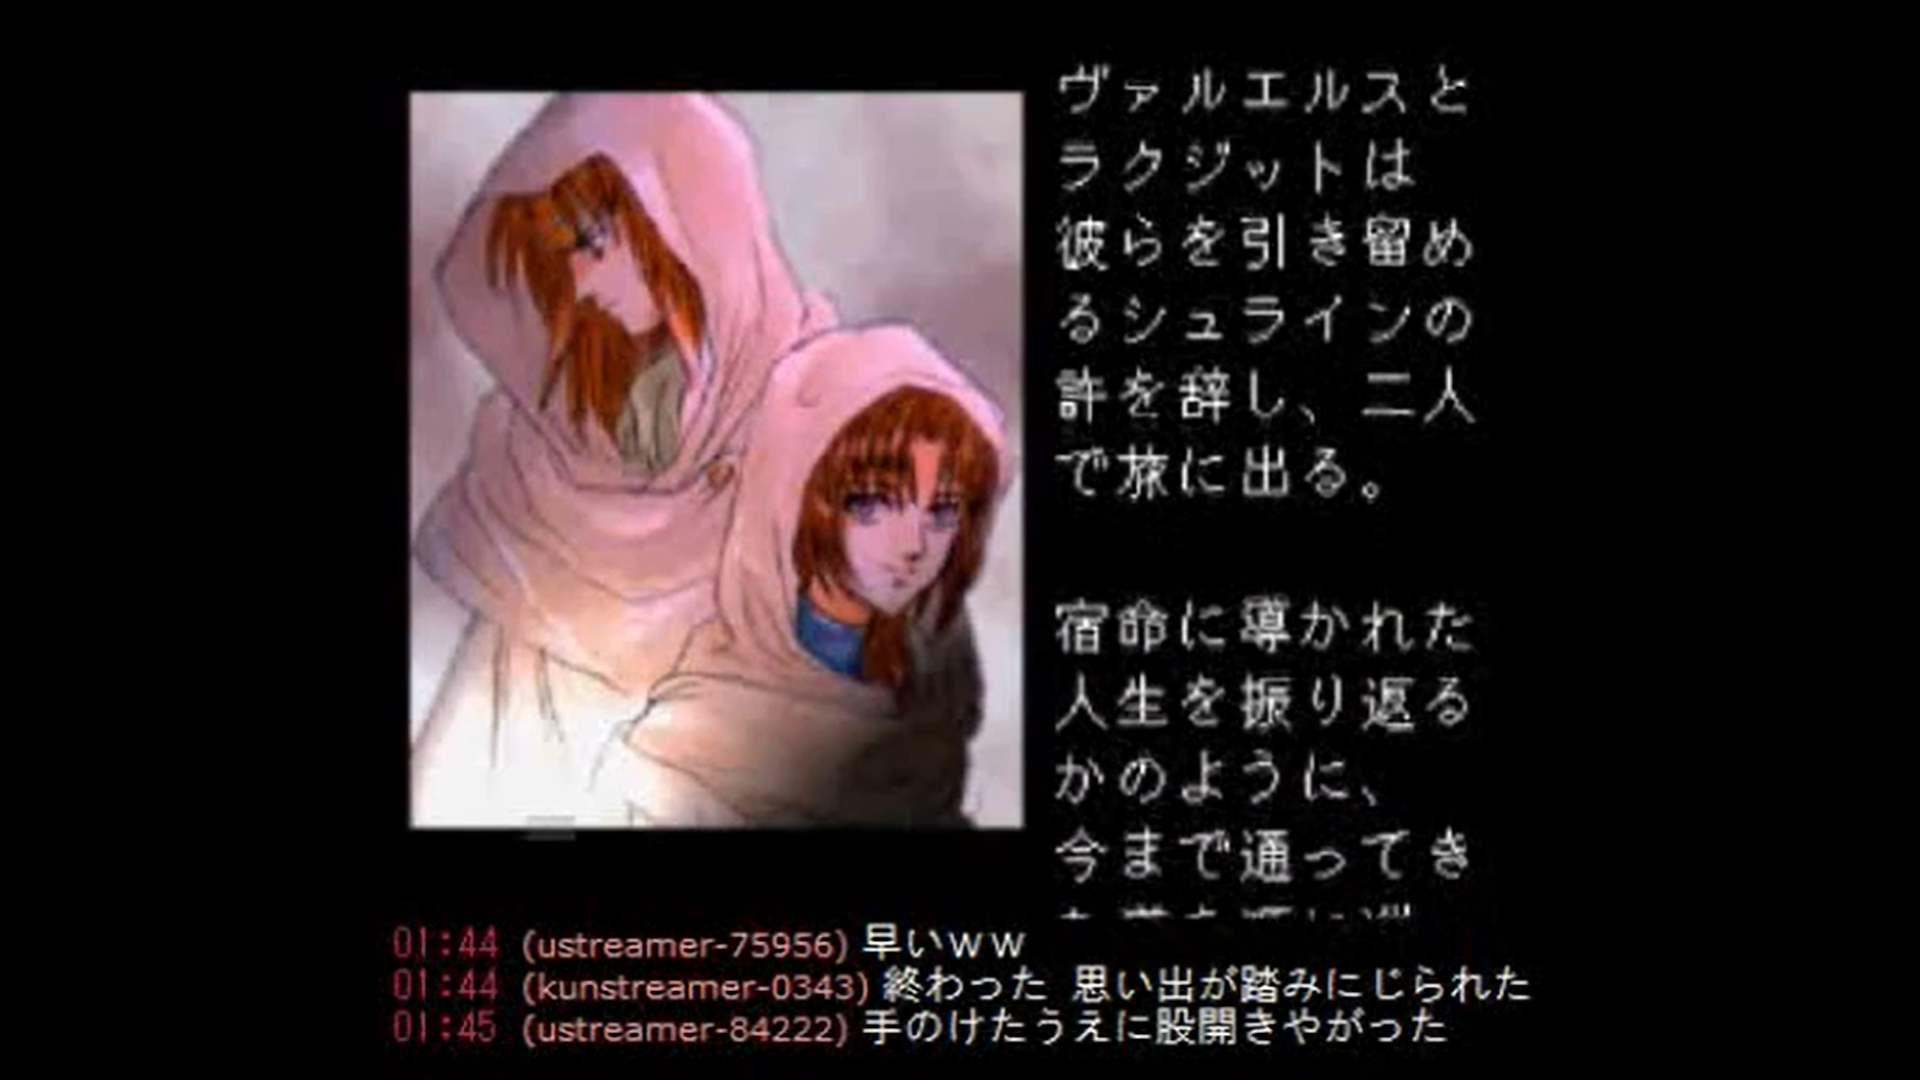 ヴァルエルスと
ラクジットは
彼らを引き留め
るシュラインの
許を辞し、二人
で旅に出る。
宿命に導かれた
人生を振り返る
かのように、
今まで通ってき
01:44 (ustreamer-75956) 早いｗｗ
01:44 (kunstreamer-0343) 終わった 思い出が踏みにじられた
01:45 (ustreamer-84222) 手のけたうえに股開きやがった